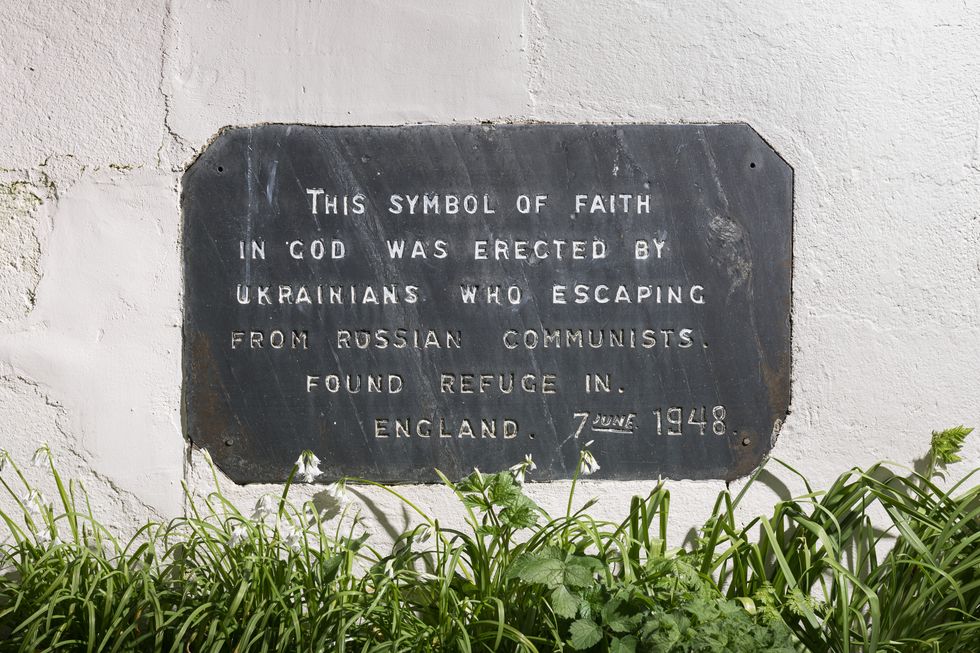 THIS SYMBOL OF FAITH
IN GOD WAS ERECTED BY
UKRAINIANS WHO ESCAPING
FROM RUSSIAN COMMUNISTS.
FOUND REFUGE IN.
ENGLAND. 7 JUNE. 1948.